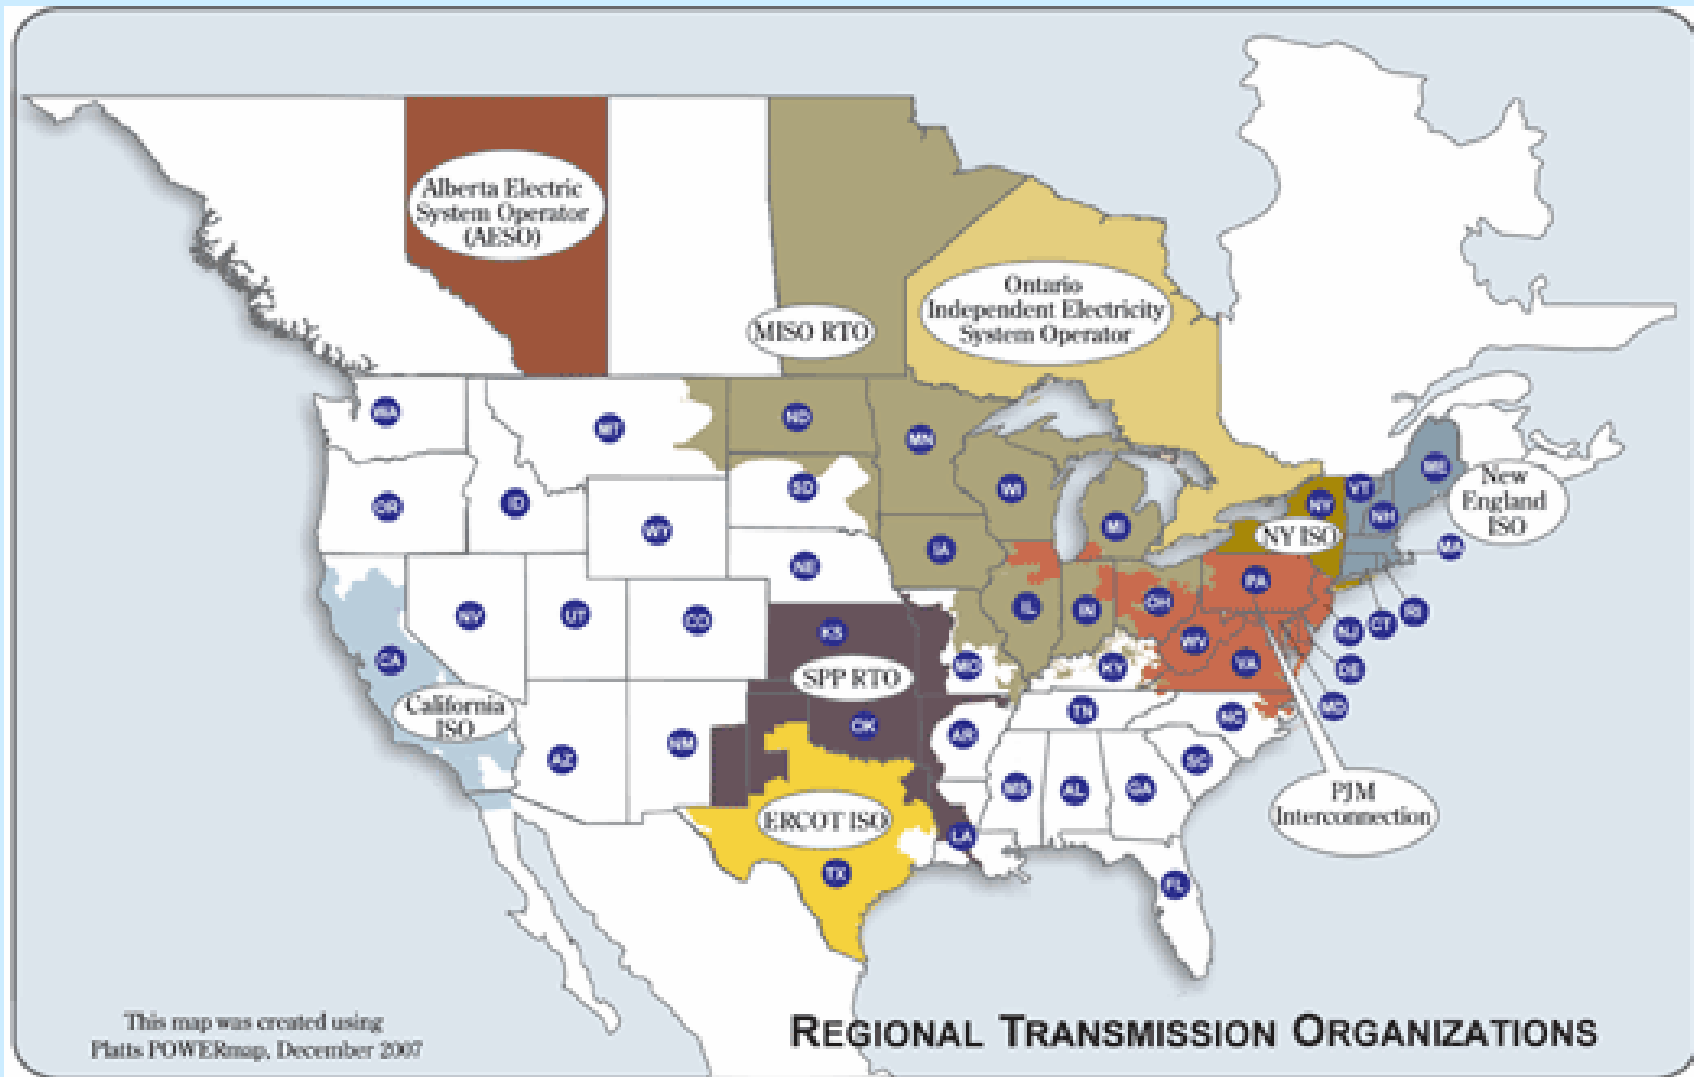 Alberta Electric
System Operator
(AESO)
Ontario
Independent Electricity
System Operator
MISO RTO
WA
MT
ND
MN
OR
ID
SD
WI
MI
NY
VT
ME
NH
New
England
ISO
NY ISO
MA
WY
NE
IA
PA
NV
UT
CO
KS
IL
IN
OH
WV
VA
NJ
CT
RI
DE
MD
CA
California
ISO
SPP RTO
MO
KY
TN
NC
AZ
NM
OK
AR
SC
MS
AL
GA
ERCOT ISO
LA
TX
FL
PJM
Interconnection
This map was created using
Platts POWERmap, December 2007
REGIONAL TRANSMISSION ORGANIZATIONS